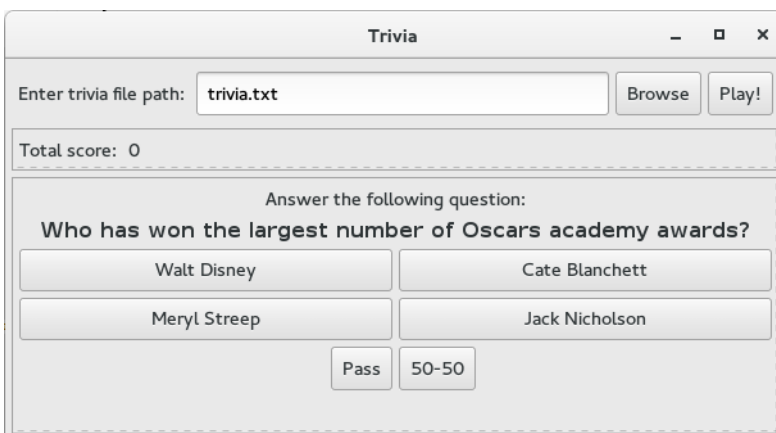 Trivia
Enter trivia file path: trivia.txt Browse Play!
Total score: 0
Answer the following question:
Who has won the largest number of Oscars academy awards?
Walt Disney Cate Blanchett
Meryl Streep Jack Nicholson
Pass 50-50